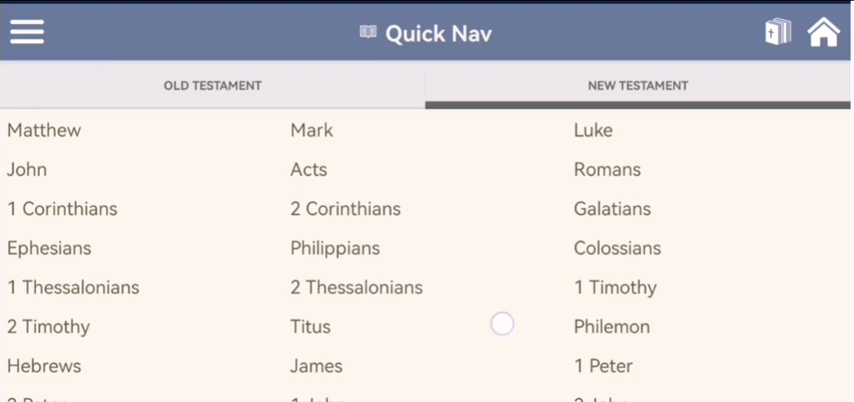 Quick Nav
OLD TESTAMENT NEW TESTAMENT
Matthew Mark Luke
John Acts Romans
1 Corinthians 2 Corinthians Galatians
Ephesians Philippians Colossians
1 Thessalonians 2 Thessalonians 1 Timothy
2 Timothy Titus Philemon
Hebrews James 1 Peter